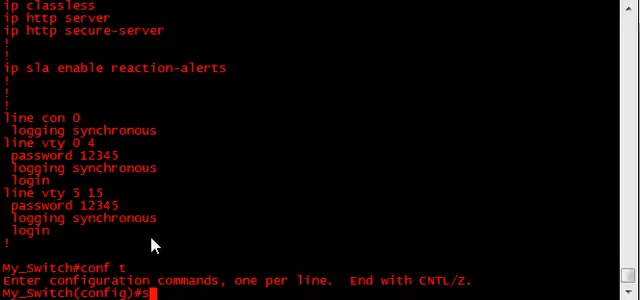 ip classless
ip http server
ip http secure-server
!
!
ip sla enable reaction-alerts
!
!
!
line con 0
logging synchronous
line vty 0 4
password 12345
logging synchronous
login
line vty 5 15
password 12345
logging synchronous
login
!
My_Switch#conf t
Enter configuration commands, one per line. End with CNTL/Z.
My_Switch(config)#s